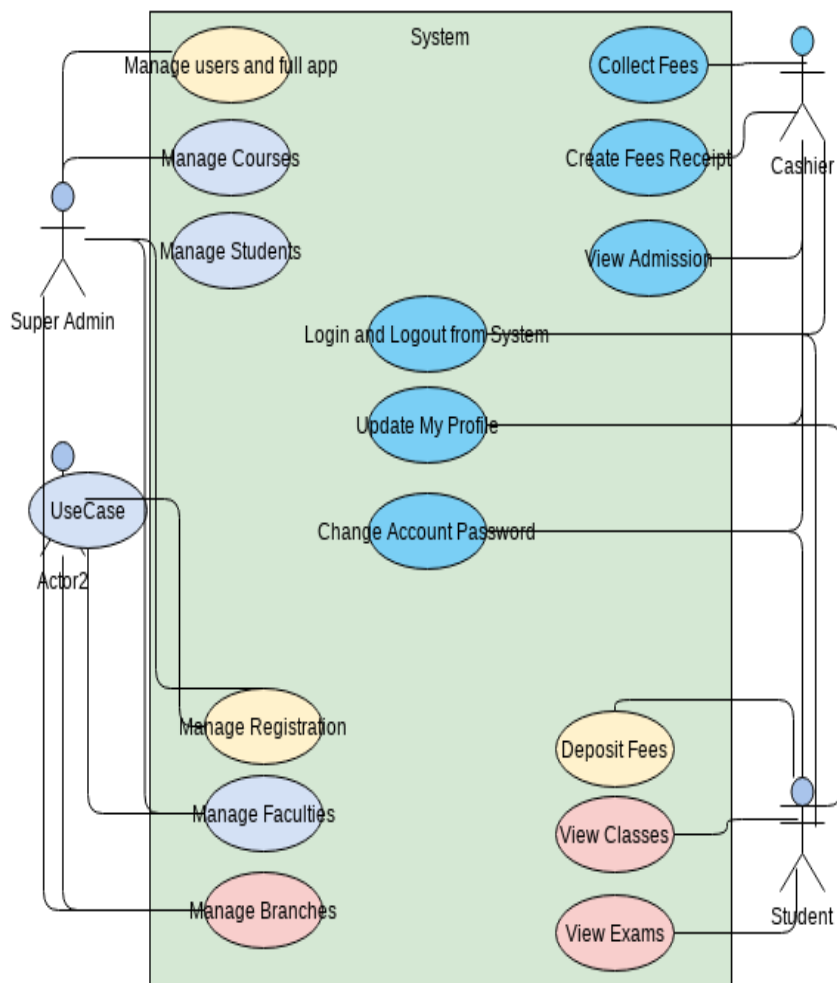 System
Manage users and full app
Collect Fees
Manage Courses
Create Fees Receipt
Cashier
Manage Students
View Admission
Super Admin
Login and Logout from System
Update My Profile
UseCase
Change Account Password
Actor2
Manage Registration
Deposit Fees
Manage Faculties
View Classes
Manage Branches
Student
View Exams